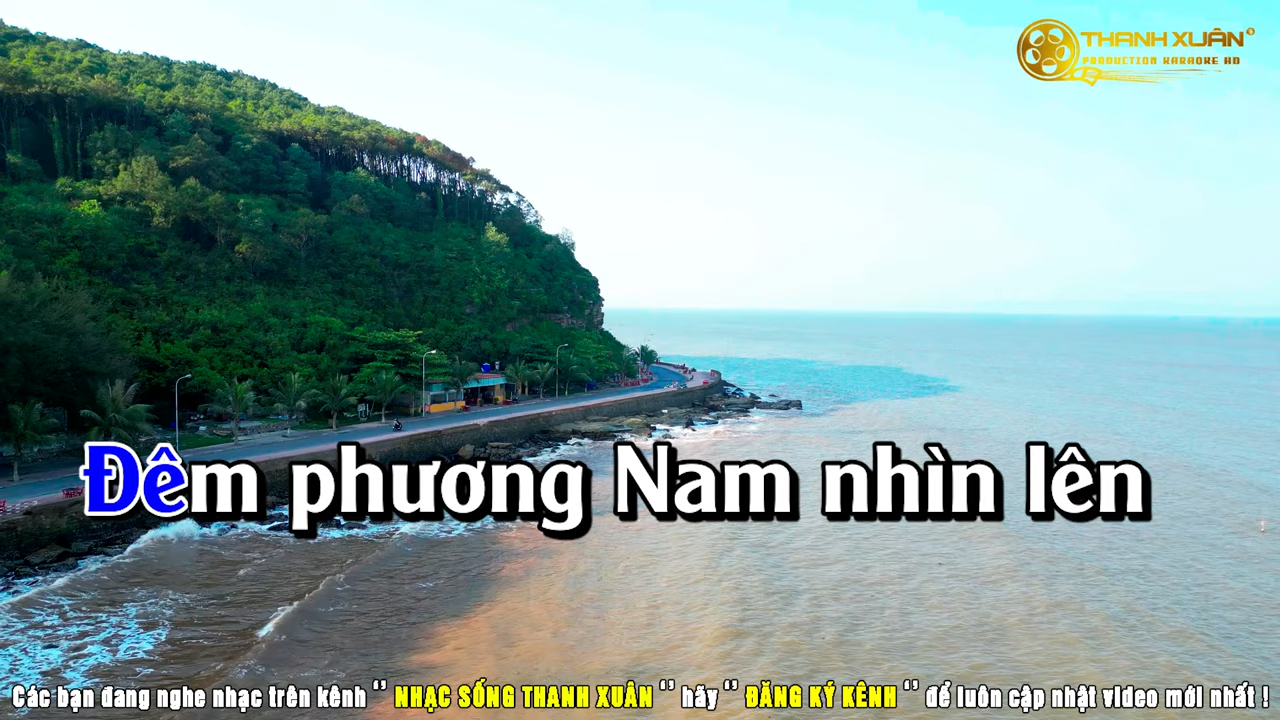 THANH XUÂN
PRODUCTION KARAOKE HD
Đêm phương Nam nhìn lên
Các bạn đang nghe nhạc trên kênh " NHẠC SỐNG THANH XUÂN " hãy " ĐĂNG KÝ KÊNH " để luôn cập nhật video mới nhất !